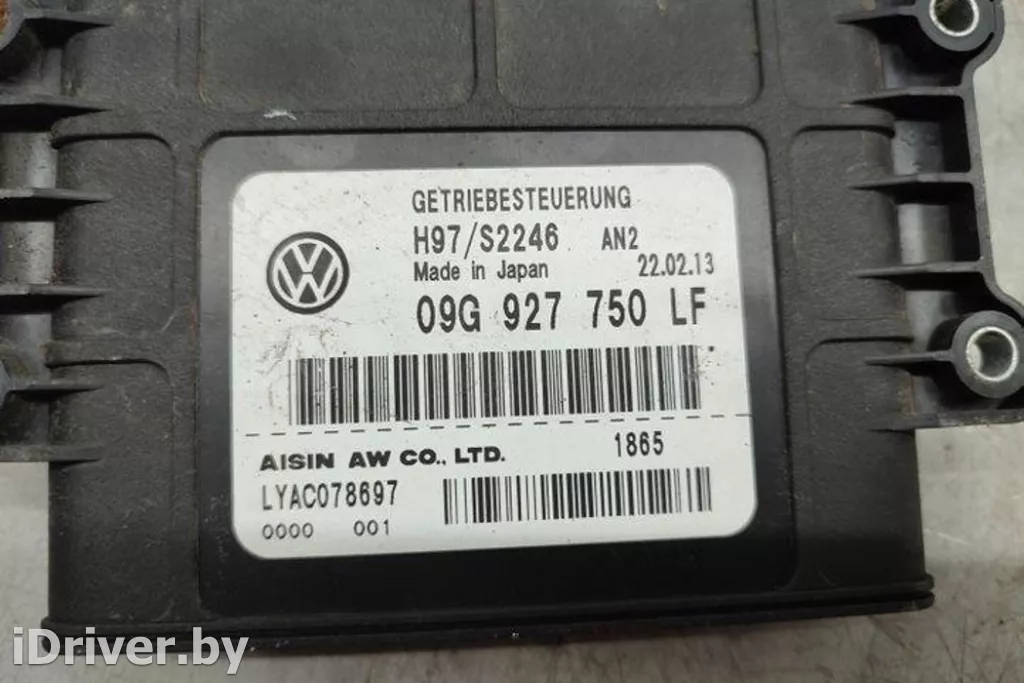 GETRIEBESTEUERUNG
H97/S2246 AN2
Made in Japan 22.02.13
09G 927 750 LF
AISIN AW CO., LTD. 1865
LYAC078697
0000 001
iDriver.by